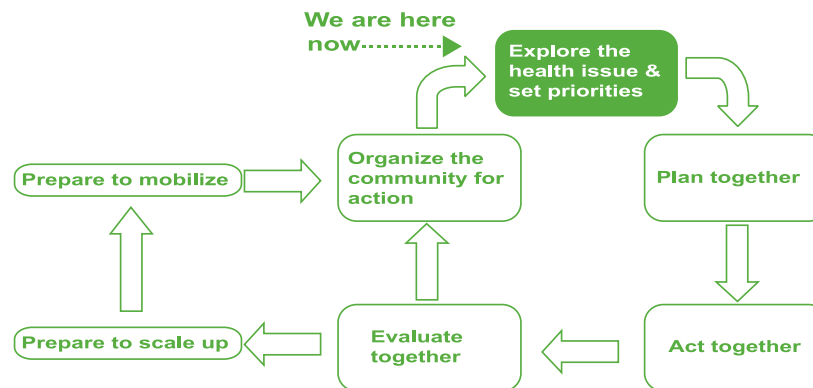 We are here
now
Explore the
health issue &
set priorities
Organize the
community for
action
Prepare to mobilize
Plan together
Prepare to scale up
Evaluate
together
Act together